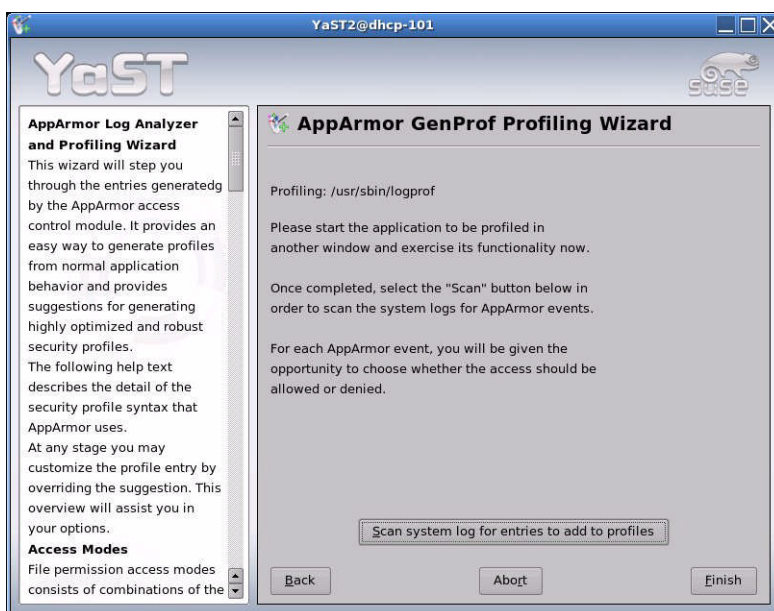 YaST2@dhcp-101
YaST
suse
AppArmor Log Analyzer
and Profiling Wizard
This wizard will step you
through the entries generatedg
by the AppArmor access
control module. It provides an
easy way to generate profiles
from normal application
behavior and provides
suggestions for generating
highly optimized and robust
security profiles.
The following help text
describes the detail of the
security profile syntax that
AppArmor uses.
At any stage you may
customize the profile entry by
overriding the suggestion. This
overview will assist you in
your options.
Access Modes
File permission access modes
consists of combinations of the
AppArmor GenProf Profiling Wizard
Profiling: /usr/sbin/logprof
Please start the application to be profiled in
another window and exercise its functionality now.
Once completed, select the "Scan" button below in
order to scan the system logs for AppArmor events.
For each AppArmor event, you will be given the
opportunity to choose whether the access should be
allowed or denied.
Scan system log for entries to add to profiles
Back
Abort
Finish